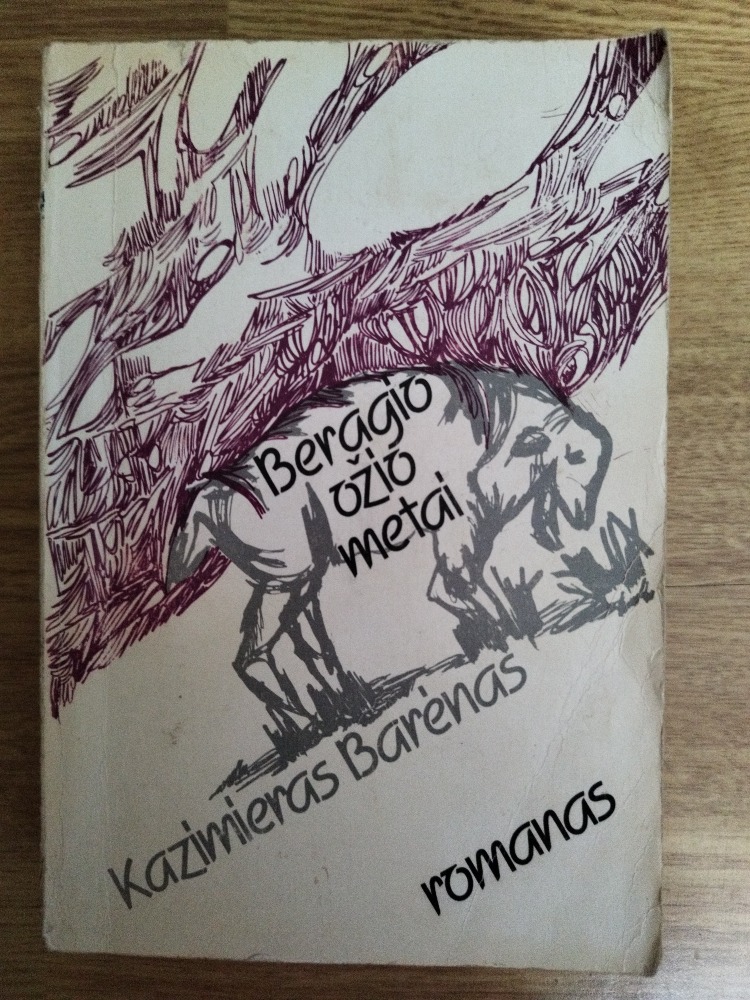 Beragio
ožio
metai
Kazimieras Barėnas
romanas